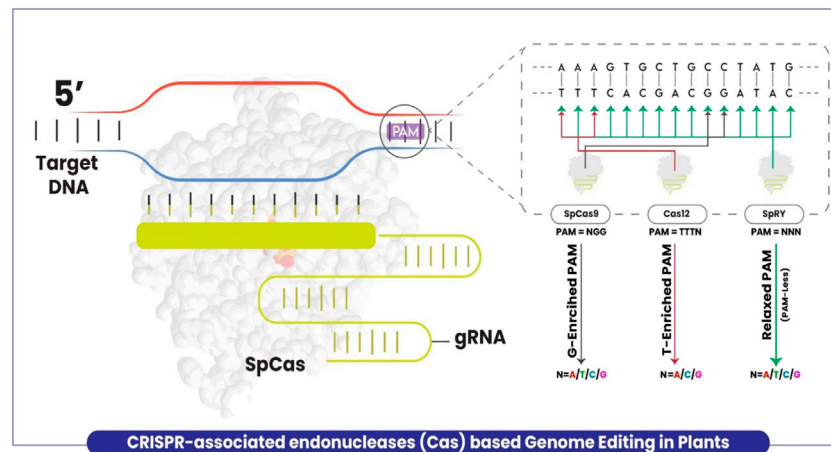 5'
Target
DNA
PAM
SpCas
gRNA
A A A G T G C T G C C T A T G
T T T C A C G A C G G A T A C
SpCas9
Cas12
SpRY
PAM = NGG
PAM = TTTN
PAM = NNN
G-Enrcihed PAM
T-Enriched PAM
Relaxed PAM
(PAM-Less)
N=A/T/C/G
N=A/C/G
N=A/T/C/G
CRISPR-associated endonucleases (Cas) based Genome Editing in Plants